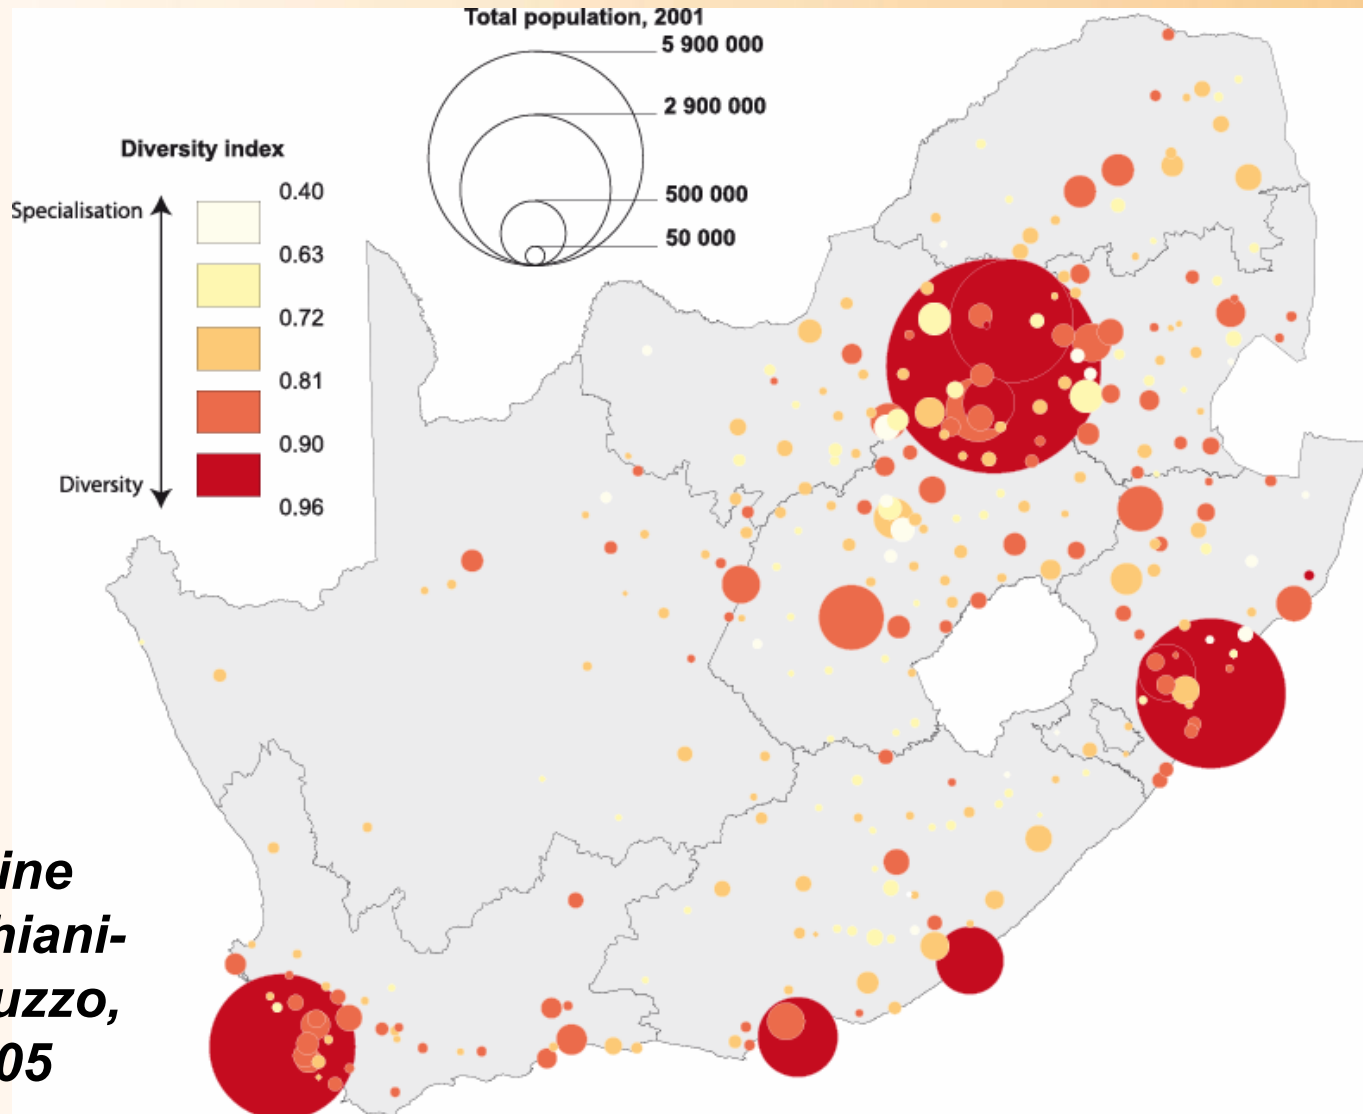 Total population, 2001
5 900 000
2 900 000
500 000
50 000
Diversity index
0.40
Specialisation
0.63
0.72
0.81
0.90
Diversity
0.96
ine
hiani-
uzzo,
05